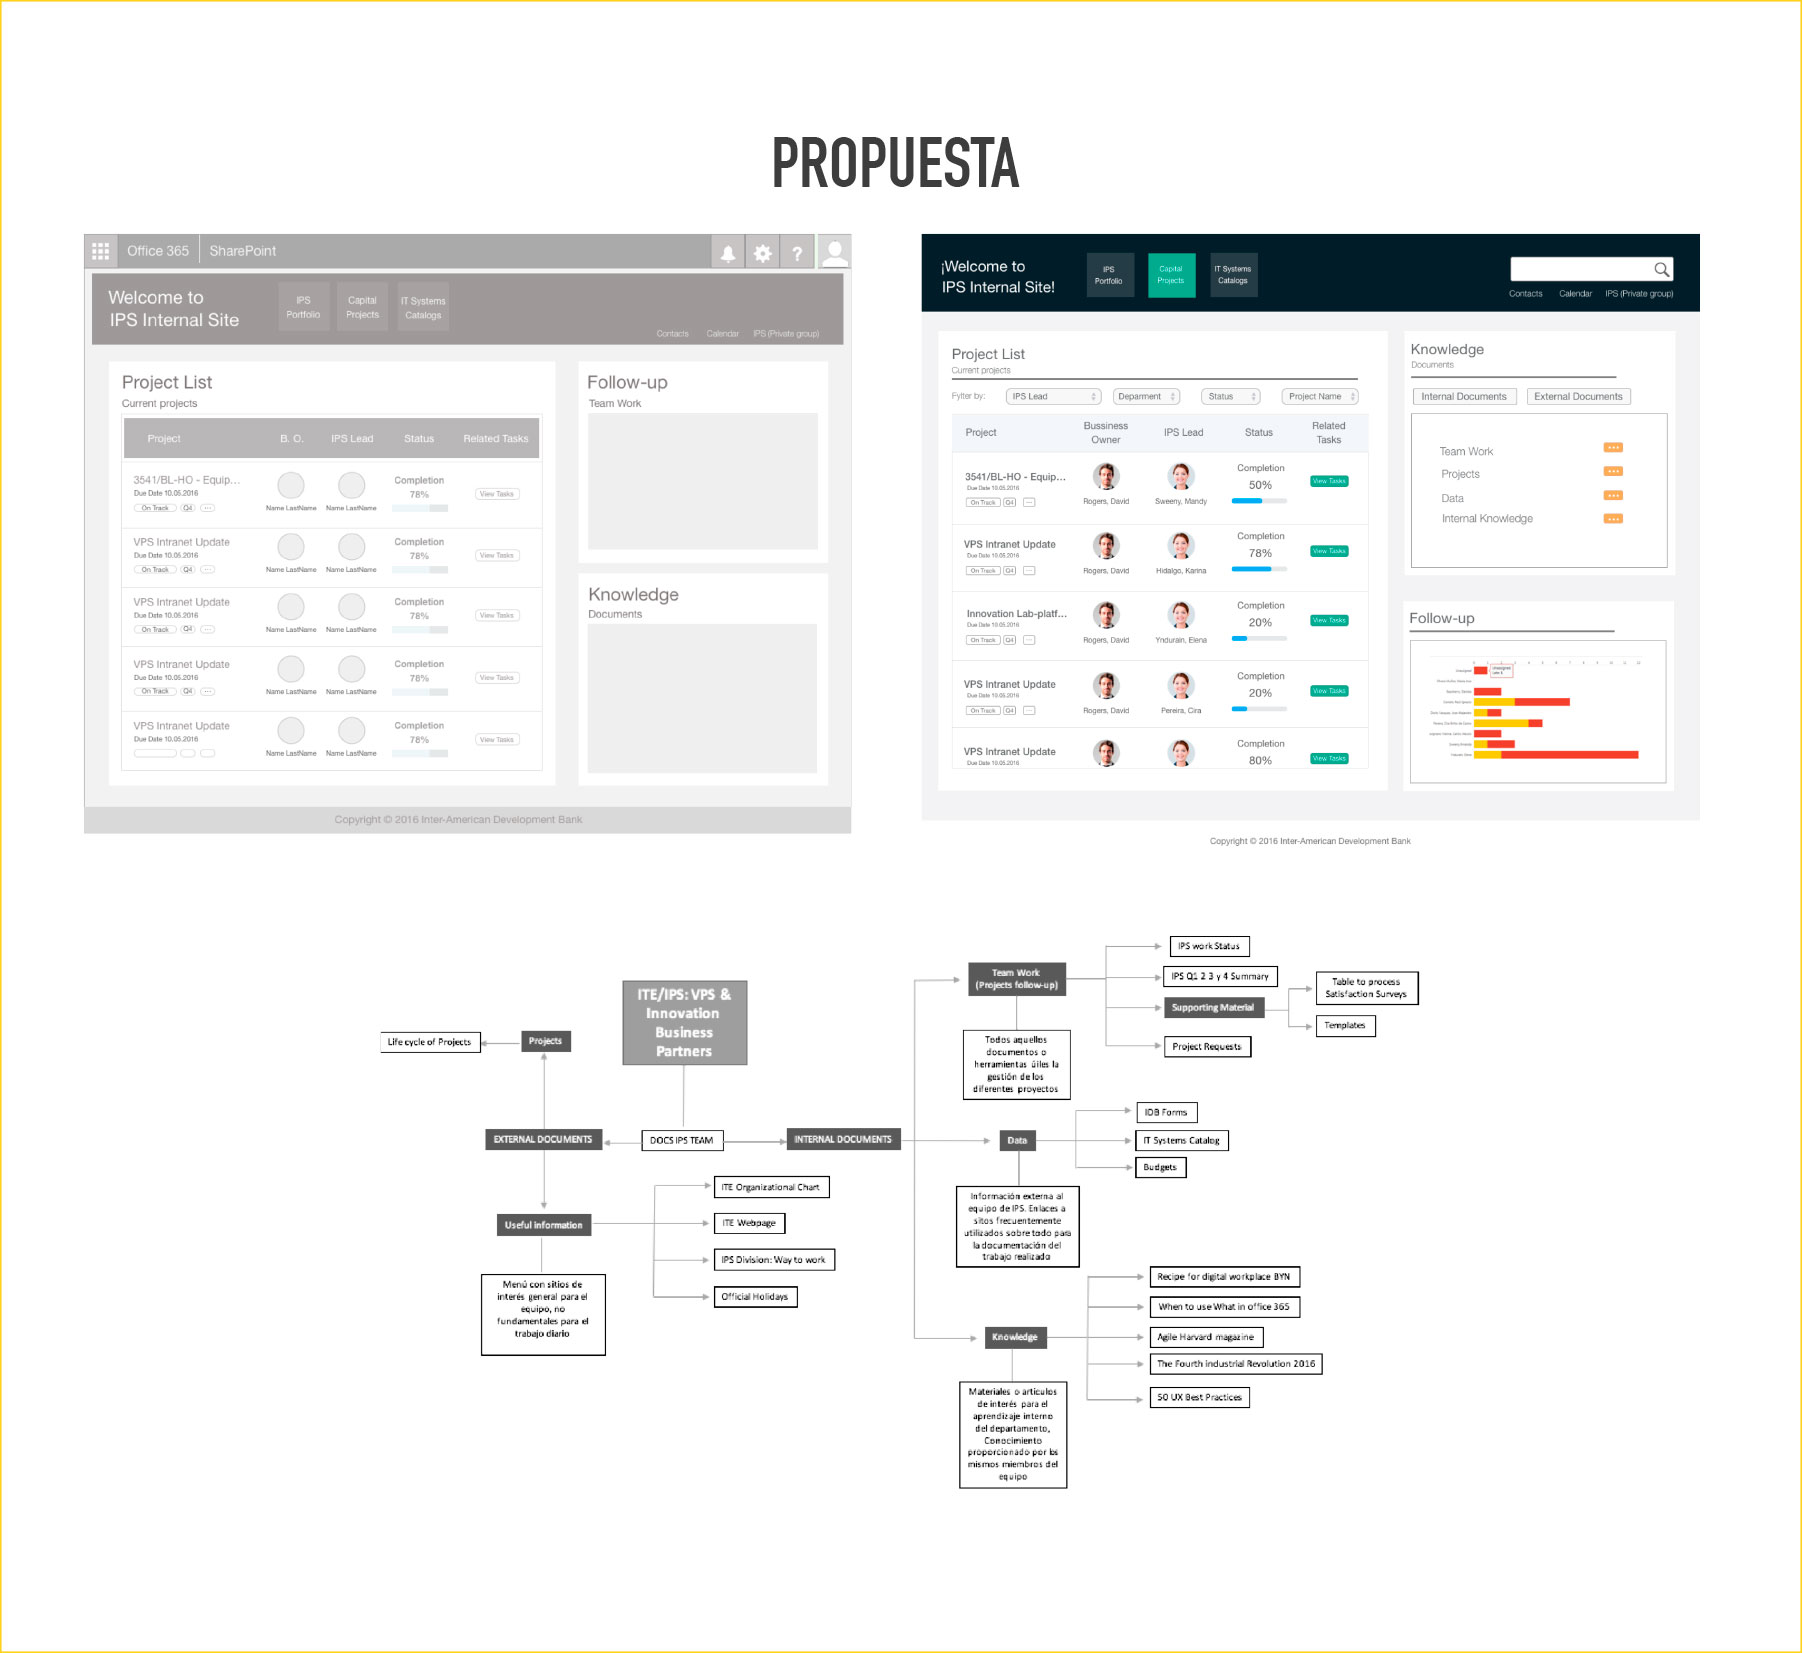 PROPUESTA
Office 365
SharePoint
?
Welcome to
IPS Internal Site
IPS
Portfolio
Capital
Projects
IT Systems
Catalogs
Contacts
Calendar
IPS (Private group)
Project List
Current projects
Project
B. O.
IPS Lead
Status
Related Tasks
3541/BL-HO - Equip...
Due Date 10.05.2016
On Track
Q4
...
Name LastName
Name LastName
Completion
78%
View Tasks
VPS Intranet Update
Due Date 10.05.2016
On Track
Q4
...
Name LastName
Name LastName
Completion
78%
View Tasks
VPS Intranet Update
Due Date 10.05.2016
On Track
Q4
...
Name LastName
Name LastName
Completion
78%
View Tasks
VPS Intranet Update
Due Date 10.05.2016
On Track
Q4
...
Name LastName
Name LastName
Completion
78%
View Tasks
VPS Intranet Update
Due Date 10.05.2016
Name LastName
Name LastName
Completion
78%
View Tasks
Follow-up
Team Work
Knowledge
Documents
Copyright © 2016 Inter-American Development Bank
¡Welcome to
IPS Internal Site!
IPS
Portfolio
Capital
Projects
IT Systems
Catalogs
Contacts
Calendar
IPS (Private group)
Project List
Current projects
Fylter by:
IPS Lead
Deparment
Status
Project Name
Project
Bussiness
Owner
IPS Lead
Status
Related
Tasks
3541/BL-HO - Equip...
Due Date 10.05.2016
On Track
Q4
...
Rogers, David
Sweeny, Mandy
Completion
50%
View Tasks
VPS Intranet Update
Due Date 10.05.2016
On Track
Q4
...
Rogers, David
Hidalgo, Karina
Completion
78%
View Tasks
Innovation Lab-platf...
Due Date 10.05.2016
On Track
Q4
...
Rogers, David
Yndurain, Elena
Completion
20%
View Tasks
VPS Intranet Update
Due Date 10.05.2016
On Track
Q4
...
Rogers, David
Pereira, Cira
Completion
20%
View Tasks
VPS Intranet Update
Due Date 10.05.2016
Completion
80%
View Tasks
Knowledge
Documents
Internal Documents
External Documents
Team Work
Projects
Data
Internal Knowledge
Follow-up
Copyright © 2016 Inter-American Development Bank
ITE/IPS: VPS &
Innovation
Business
Partners
Life cycle of Projects
Projects
EXTERNAL DOCUMENTS
DOCS IPS TEAM
INTERNAL DOCUMENTS
Useful information
Menú con sitios de
interés general para el
equipo, no
fundamentales para el
trabajo diario
ITE Organizational Chart
ITE Webpage
IPS Division: Way to work
Official Holidays
Team Work
(Projects follow-up)
Todos aquellos
documentos o
herramientas úiles la
gestión de los
diferentes proyectos
IPS work Status
IPS Q1 2 3 y 4 Summary
Supporting Material
Project Requests
Table to process
Satisfaction Surveys
Templates
Data
Información externa al
equipo de IPS. Enlaces a
sitos frecuentemente
utilizados sobre todo para
la documentación del
trabajo realizado
IDB Forms
IT Systems Catalog
Budgets
Knowledge
Materiales o artículos
de interés para el
aprendizaje interno
del departamento,
Conocimiento
proporcionado por los
mismos miembros del
equipo
Recipe for digital workplace BYN
When to use What in office 365
Agile Harvard magazine
The Fourth industrial Revolution 2016
50 UX Best Practices